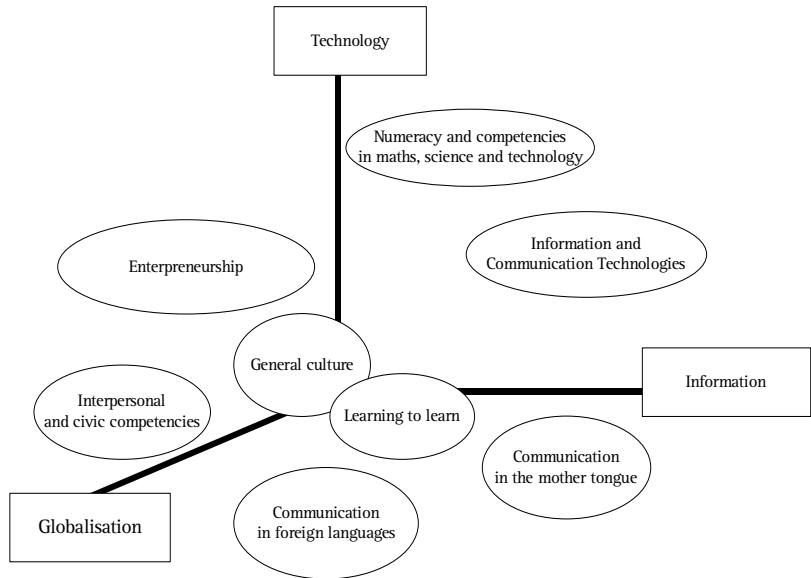 Technology
Numeracy and competencies
in maths, science and technology
Enterpreneurship
Information and
Communication Technologies
General culture
Information
Interpersonal
and civic competencies
Learning to learn
Communication
in the mother tongue
Globalisation
Communication
in foreign languages